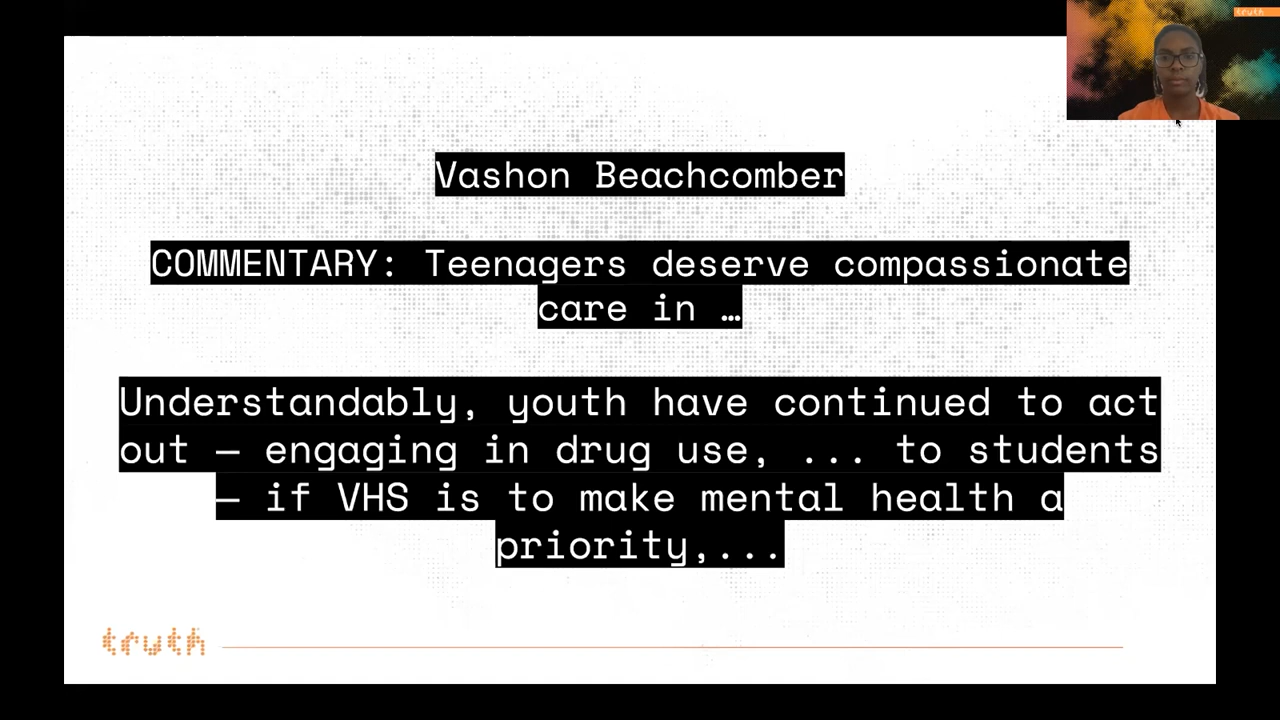 truth
Vashon Beachcomber
COMMENTARY: Teenagers deserve compassionate
care in …
Understandably, youth have continued to act
out — engaging in drug use, ... to students
— if VHS is to make mental health a
priority,...
truth